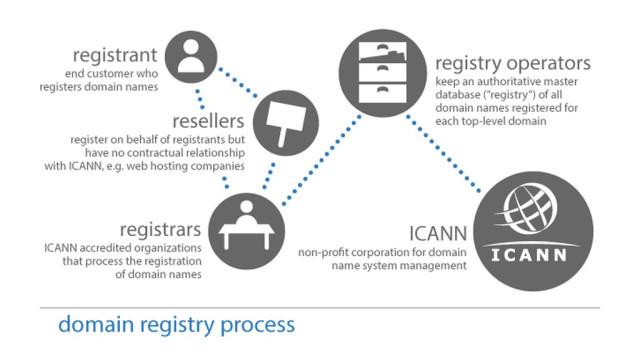 registrant
end customer who
registers domain names
resellers
register on behalf of registrants but
have no contractual relationship
with ICANN, e.g. web hosting companies
registrars
ICANN accredited organizations
that process the registration
of domain names
registry operators
keep an authoritative master
database ("registry") of all
domain names registered for
each top-level domain
ICANN
non-profit corporation for domain
name system management
ICANN
domain registry process